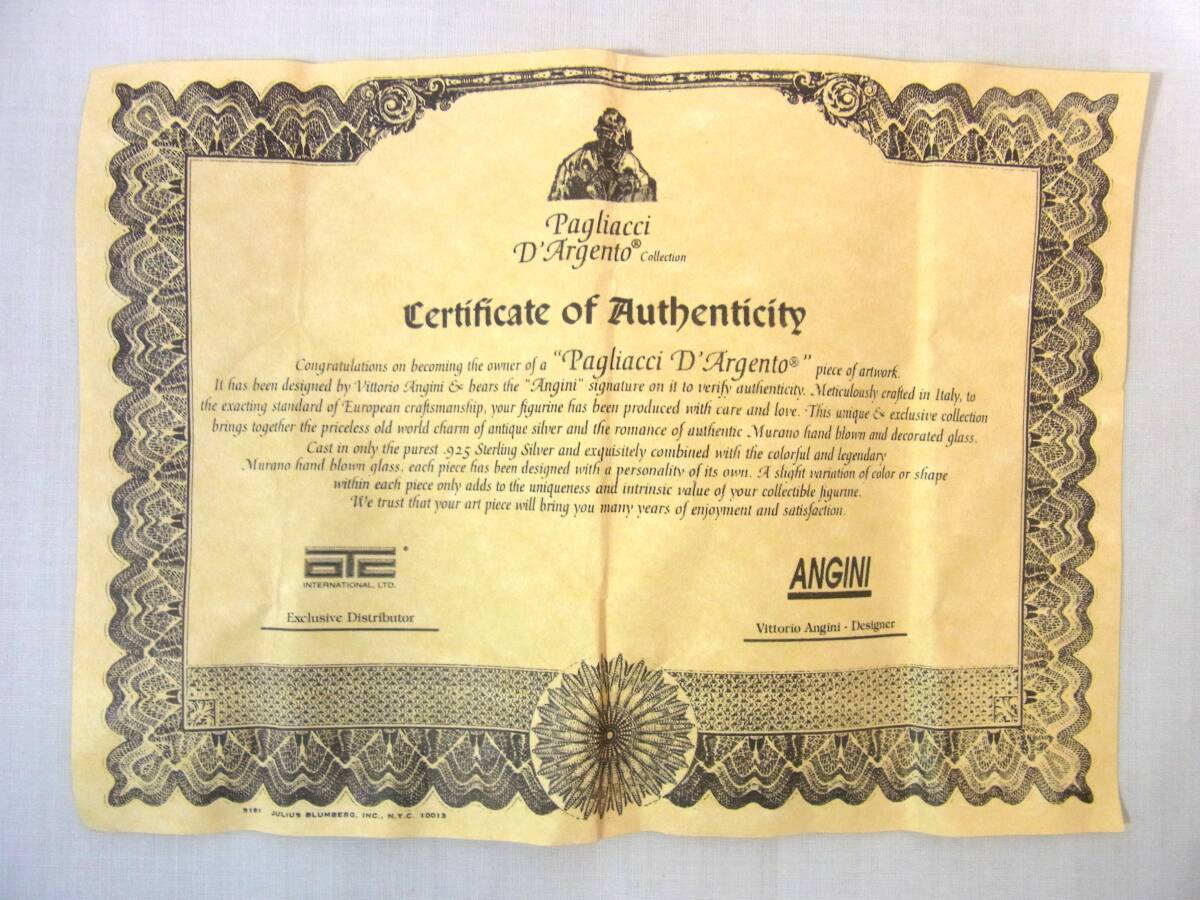 Pagliacci
D'Argento® Collection
Certificate of Authenticity
Congratulations on becoming the owner of a "Pagliacci D'Argento®" piece of artwork.
It has been designed by Vittorio Angini & bears the "Angini" signature on it to verify authenticity. Meticulously crafted in Italy, to
the exacting standard of European craftsmanship, your figurine has been produced with care and love. This unique & exclusive collection
brings together the priceless old world charm of antique silver and the romance of authentic Murano hand blown and decorated glass.
Cast in only the purest .925 Sterling Silver and exquisitely combined with the colorful and legendary
Murano hand blown glass, each piece has been designed with a personality of its own. A slight variation of color or shape
within each piece only adds to the uniqueness and intrinsic value of your collectible figurine.
We trust that your art piece will bring you many years of enjoyment and satisfaction.
ATC®
INTERNATIONAL, LTD.
Exclusive Distributor
ANGINI
Vittorio Angini - Designer
9181 JULIUS BLUMBERG, INC., N.Y.C. 10013